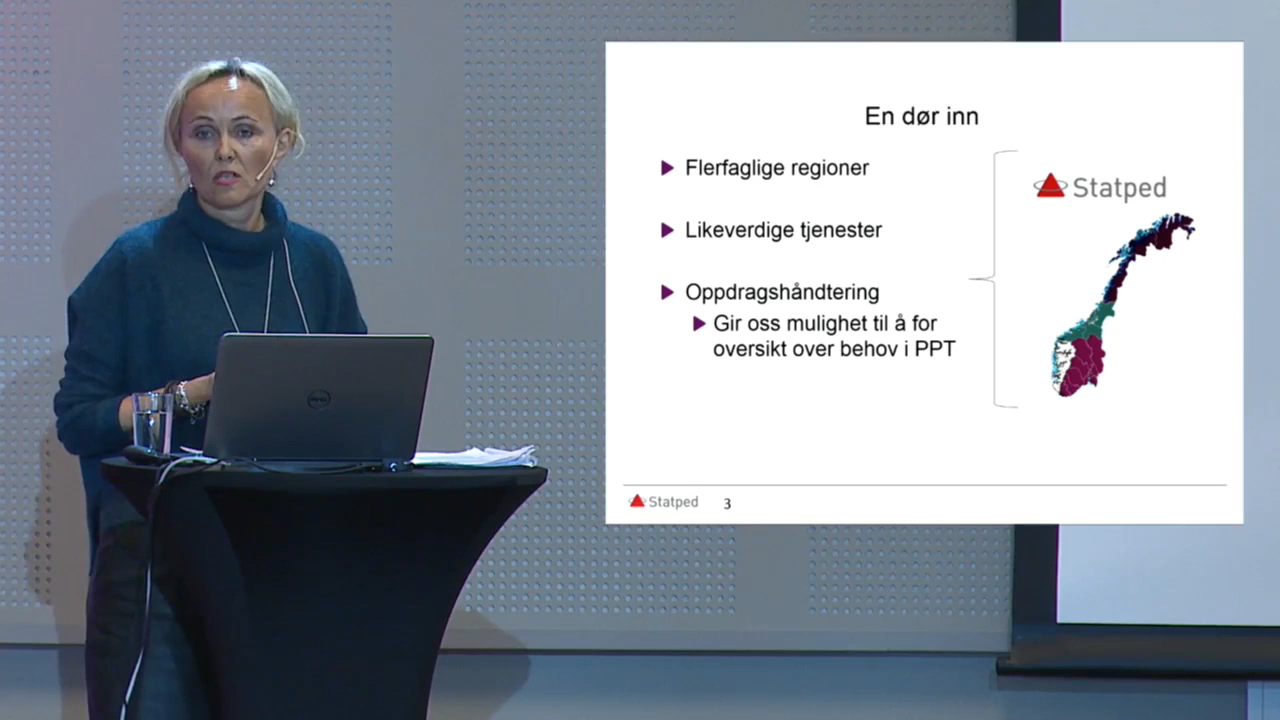 En dør inn
Flerfaglige regioner
Likeverdige tjenester
Oppdragshåndtering
Gir oss mulighet til å for
oversikt over behov i PPT
Statped
Statped 3
DELL